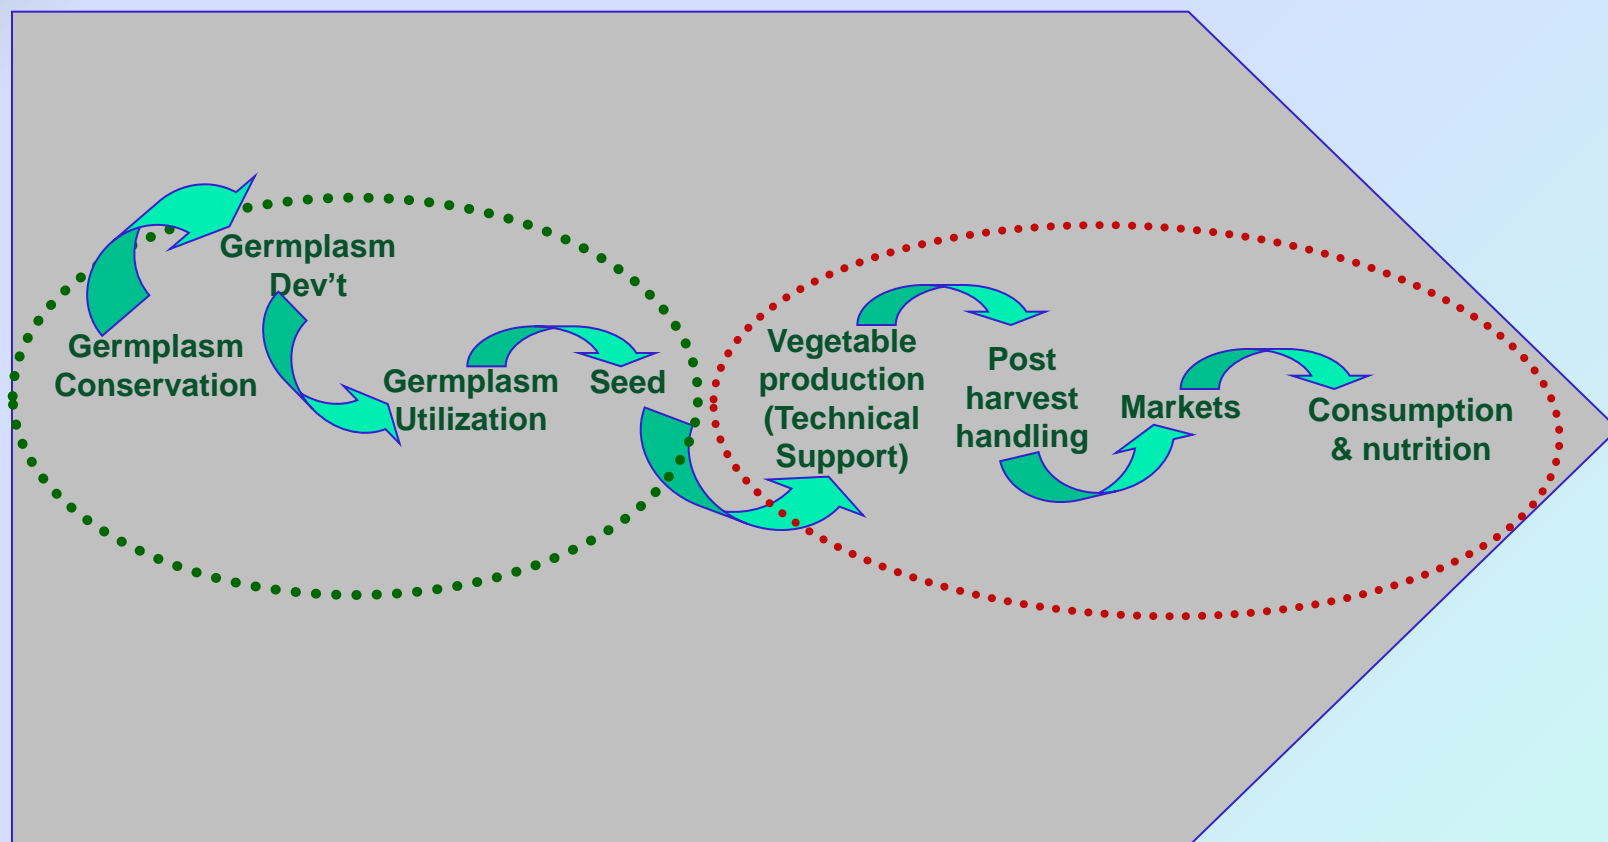 Germplasm
Conservation
Germplasm
Dev’t
Germplasm
Utilization
Seed
Vegetable
production
(Technical
Support)
Post
harvest
handling
Markets
Consumption
& nutrition